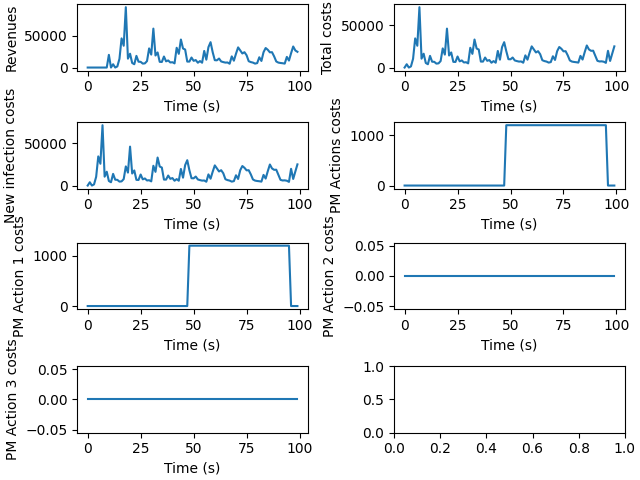 Revenues
50000
0
0 25 50 75 100
Time (s)
Total costs
50000
0
0 25 50 75 100
Time (s)
New infection costs
50000
0
0 25 50 75 100
Time (s)
PM Actions costs
1000
0
0 25 50 75 100
Time (s)
PM Action 1 costs
1000
0
0 25 50 75 100
Time (s)
PM Action 2 costs
0.05
0.00
−0.05
0 25 50 75 100
Time (s)
PM Action 3 costs
0.05
0.00
−0.05
0 25 50 75 100
Time (s)
1.0
0.5
0.0
0.0 0.2 0.4 0.6 0.8 1.0